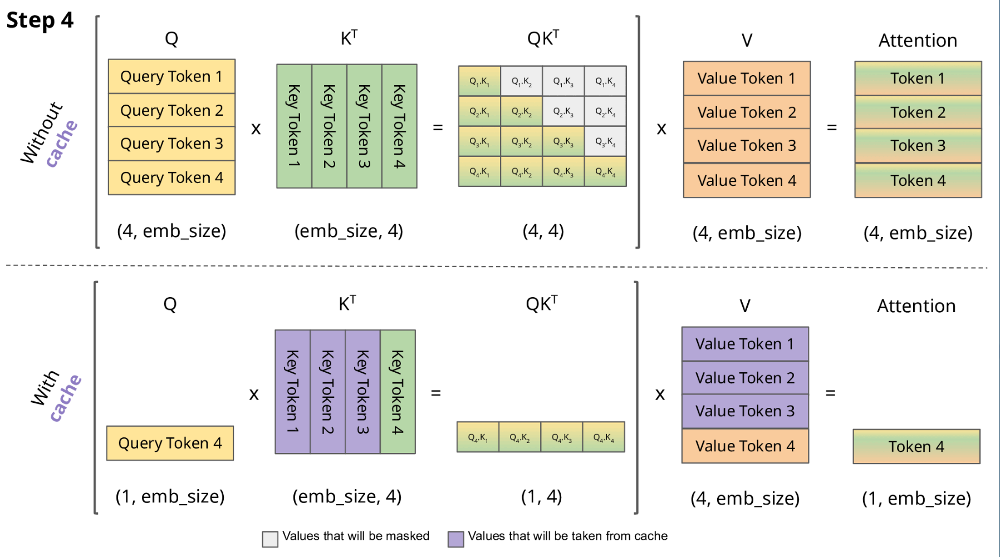 Step 4
Q
K^T
QK^T
V
Attention
Without
cache
Query Token 1
Query Token 2
Query Token 3
Query Token 4
x
Key Token 1
Key Token 2
Key Token 3
Key Token 4
=
Q₁.K₁ Q₁.K₂ Q₁.K₃ Q₁.K₄
Q₂.K₁ Q₂.K₂ Q₂.K₃ Q₂.K₄
Q₃.K₁ Q₃.K₂ Q₃.K₃ Q₃.K₄
Q₄.K₁ Q₄.K₂ Q₄.K₃ Q₄.K₄
x
Value Token 1
Value Token 2
Value Token 3
Value Token 4
=
Token 1
Token 2
Token 3
Token 4
(4, emb_size)
(emb_size, 4)
(4, 4)
(4, emb_size)
(4, emb_size)
Q
K^T
QK^T
V
Attention
With
cache
Query Token 4
x
Key Token 1
Key Token 2
Key Token 3
Key Token 4
=
Q₄.K₁ Q₄.K₂ Q₄.K₃ Q₄.K₄
x
Value Token 1
Value Token 2
Value Token 3
Value Token 4
=
Token 4
(1, emb_size)
(emb_size, 4)
(1, 4)
(4, emb_size)
(1, emb_size)
Values that will be masked
Values that will be taken from cache